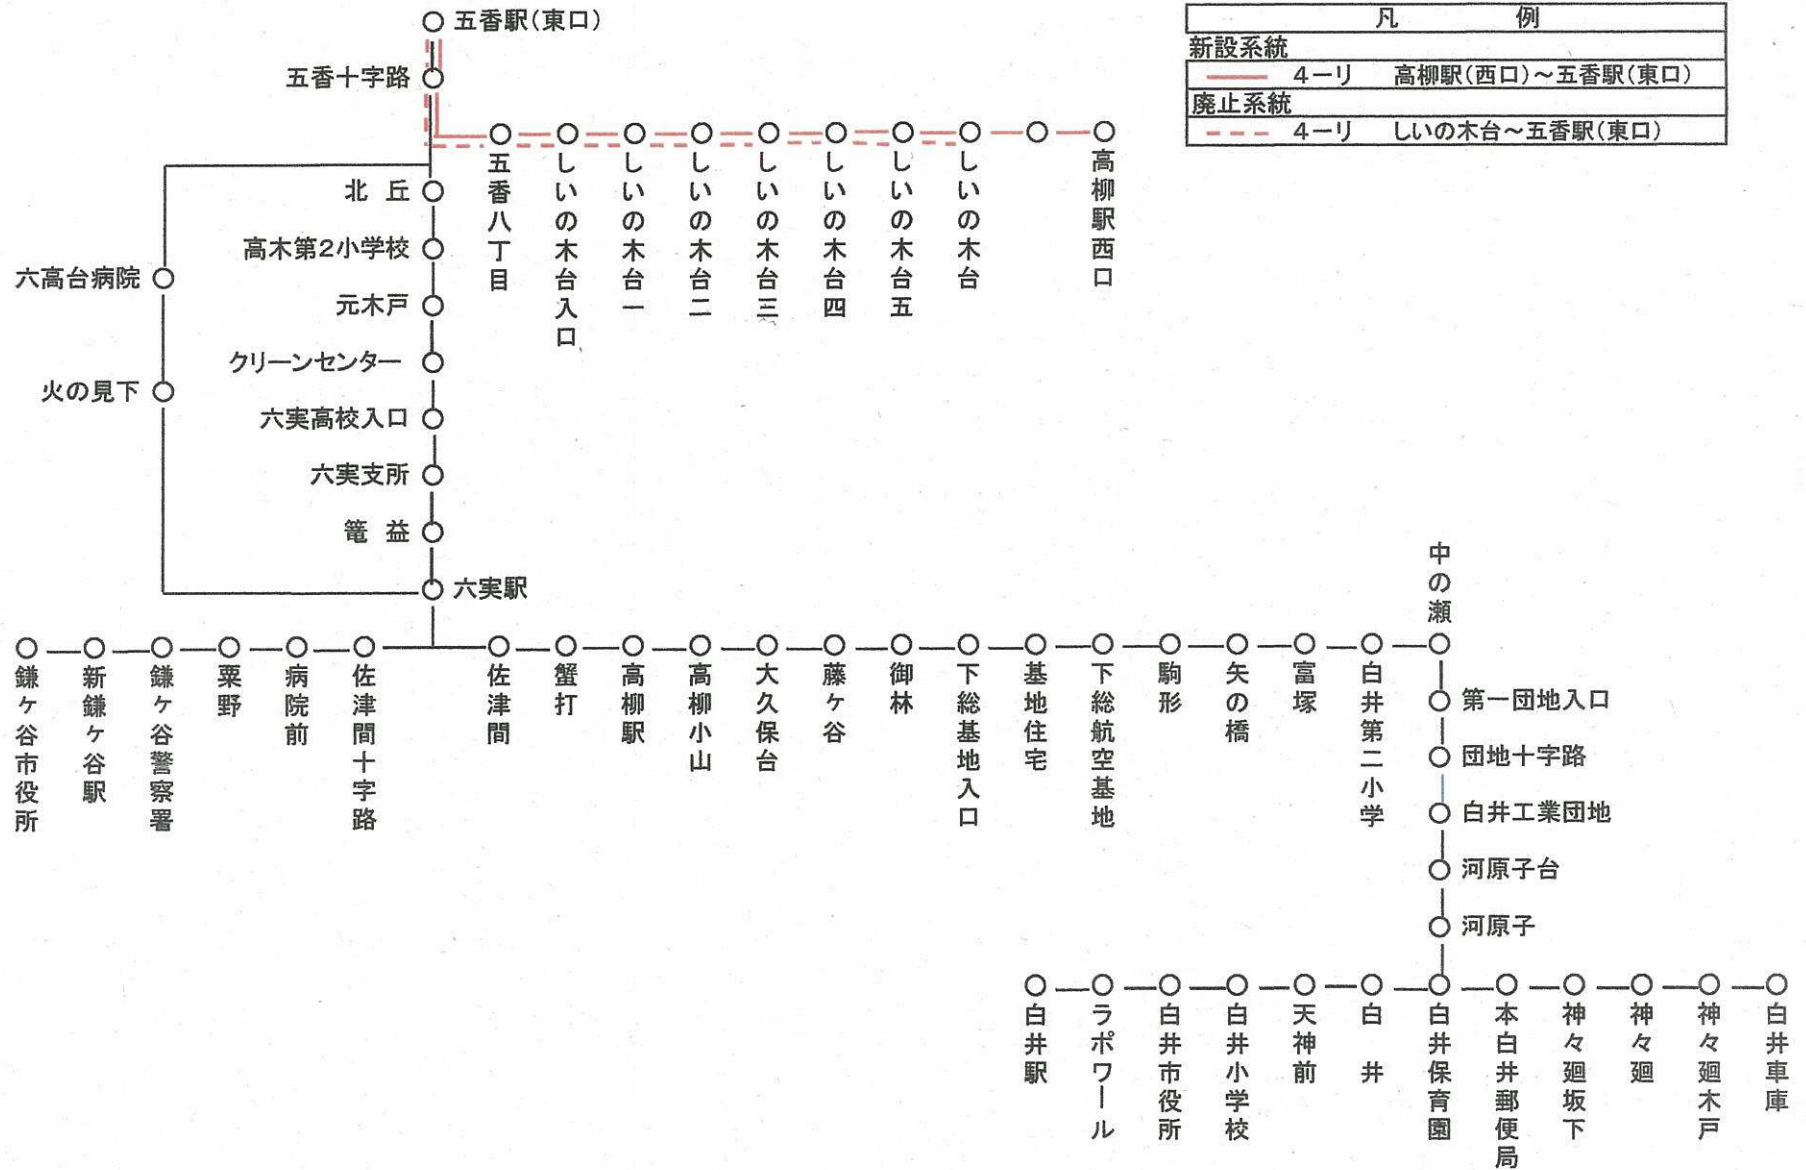 五香駅(東口)
五香十字路
凡 例
新設系統
4ーリ 高柳駅(西口)~五香駅(東口)
廃止系統
4ーリ しいの木台~五香駅(東口)
五香八丁目
しいの木台入口
しいの木台一
しいの木台二
しいの木台三
しいの木台四
しいの木台五
しいの木台
高柳駅西口
北 丘
高木第2小学校
六高台病院
元木戸
クリーンセンター
火の見下
六実高校入口
六実支所
篭 益
六実駅
鎌ヶ谷市役所
新鎌ヶ谷駅
鎌ヶ谷警察署
粟野
病院前
佐津間十字路
佐津間
蟹打
高柳駅
高柳小山
大久保台
藤ヶ谷
御林
下総基地入口
基地住宅
下総航空基地
駒形
矢の橋
富塚
白井第二小学
中の瀬
第一団地入口
団地十字路
白井工業団地
河原子台
河原子
白井駅
ラポワール
白井市役所
白井小学校
天神前
白 井
白井保育園
本白井郵便局
神々廻坂下
神々廻
神々廻木戸
白井車庫